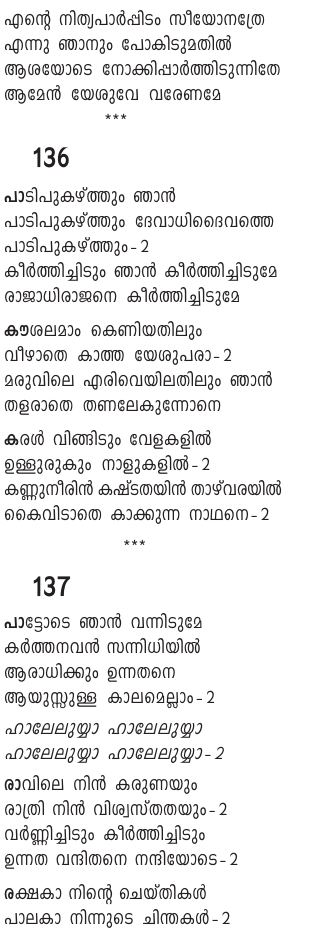 എന്റെ നിത്യപാർപ്പിടം സീയോനത്രേ
എന്നു ഞാനും പോകിടുമതിൽ
ആശയോടെ നോക്കിപ്പാർത്തിടുന്നിതേ
ആമേൻ യേശുവേ വരേണമേ
***
136
പാടിപുകഴ്ത്തും ഞാൻ
പാടിപുകഴ്ത്തും ദേവാധിദൈവത്തെ
പാടിപുകഴ്ത്തും-2
കീർത്തിച്ചിടും ഞാൻ കീർത്തിച്ചിടുമേ
രാജാധിരാജനെ കീർത്തിച്ചിടുമേ
കൗശലമാം കെണിയതിലും
വീഴാതെ കാത്ത യേശുപരാ-2
മരുവിലെ എരിവെയിലതിലും ഞാൻ
തളരാതെ തണലേകുന്നോനെ
കരൾ വിങ്ങിടും വേളകളിൽ
ഉള്ളുരുകും നാളുകളിൽ-2
കണ്ണുനീരിൻ കഷ്ടതയിൻ താഴ്‌വരയിൽ
കൈവിടാതെ കാക്കുന്ന നാഥനെ-2
***
137
പാട്ടോടെ ഞാൻ വന്നിടുമേ
കർത്തനവൻ സന്നിധിയിൽ
ആരാധിക്കും ഉന്നതനെ
ആയുസ്സുള്ള കാലമെല്ലാം-2
ഹാലേലുയ്യാ ഹാലേലുയ്യാ
ഹാലേലുയ്യാ ഹാലേലുയ്യാ-2
രാവിലെ നിൻ കരുണയും
രാത്രി നിൻ വിശ്വസ്തതയും-2
വർണ്ണിച്ചിടും കീർത്തിച്ചിടും
ഉന്നത വന്ദിതനെ നന്ദിയോടെ-2
രക്ഷകാ നിന്റെ ചെയ്തികൾ
പാലകാ നിന്നുടെ ചിന്തകൾ-2